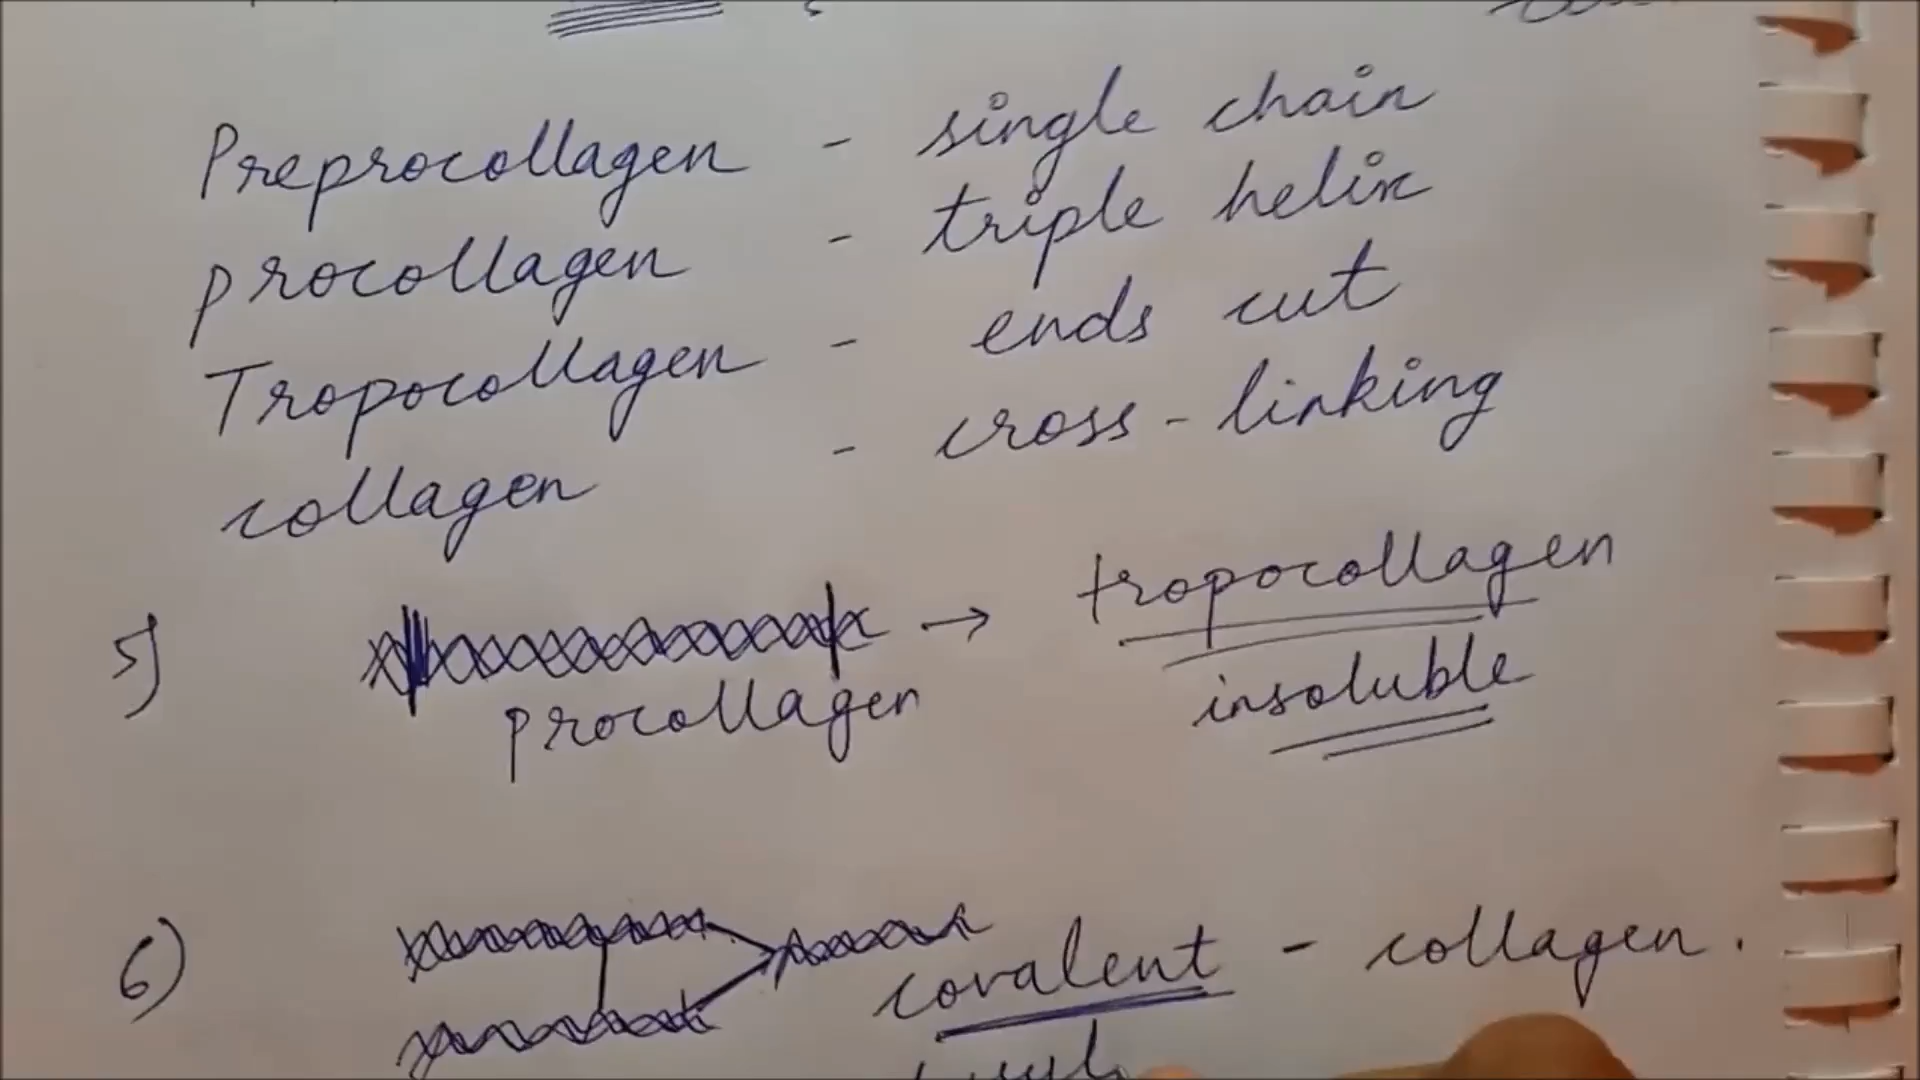 Preprocollagen - single chain
procollagen - triple helix
Tropocollagen - ends cut
collagen - cross-linking
5) procollagen → tropocollagen
insoluble
6) covalent - collagen.